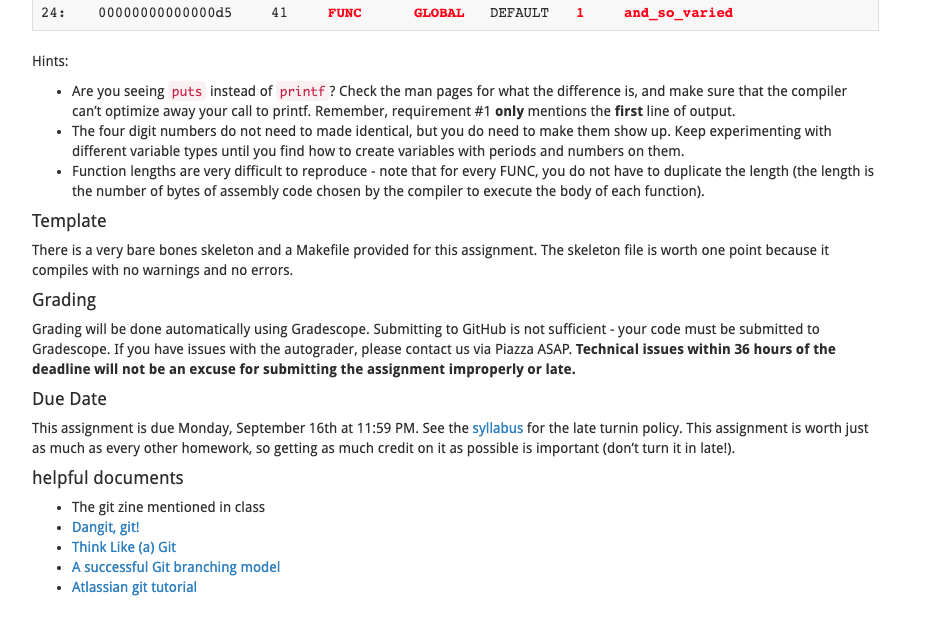 24: 00000000000000d5 41 FUNC GLOBAL DEFAULT 1 and_so_varied
Hints:
• Are you seeing puts instead of printf? Check the man pages for what the difference is, and make sure that the compiler
can’t optimize away your call to printf. Remember, requirement #1 only mentions the first line of output.
• The four digit numbers do not need to made identical, but you do need to make them show up. Keep experimenting with
different variable types until you find how to create variables with periods and numbers on them.
• Function lengths are very difficult to reproduce - note that for every FUNC, you do not have to duplicate the length (the length is
the number of bytes of assembly code chosen by the compiler to execute the body of each function).
Template
There is a very bare bones skeleton and a Makefile provided for this assignment. The skeleton file is worth one point because it
compiles with no warnings and no errors.
Grading
Grading will be done automatically using Gradescope. Submitting to GitHub is not sufficient - your code must be submitted to
Gradescope. If you have issues with the autograder, please contact us via Piazza ASAP. Technical issues within 36 hours of the
deadline will not be an excuse for submitting the assignment improperly or late.
Due Date
This assignment is due Monday, September 16th at 11:59 PM. See the syllabus for the late turnin policy. This assignment is worth just
as much as every other homework, so getting as much credit on it as possible is important (don’t turn it in late!).
helpful documents
• The git zine mentioned in class
• Dangit, git!
• Think Like (a) Git
• A successful Git branching model
• Atlassian git tutorial